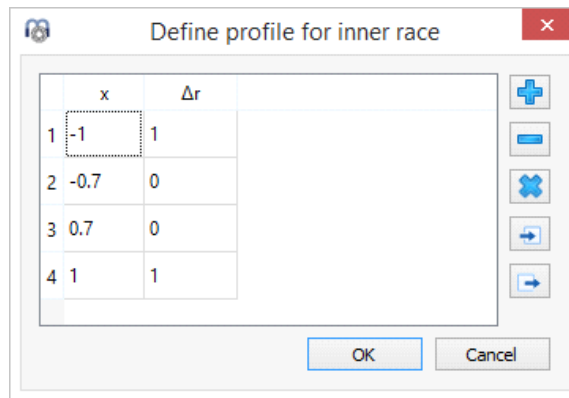 Define profile for inner race
x Δr
1 -1 1
2 -0.7 0
3 0.7 0
4 1 1
OK Cancel